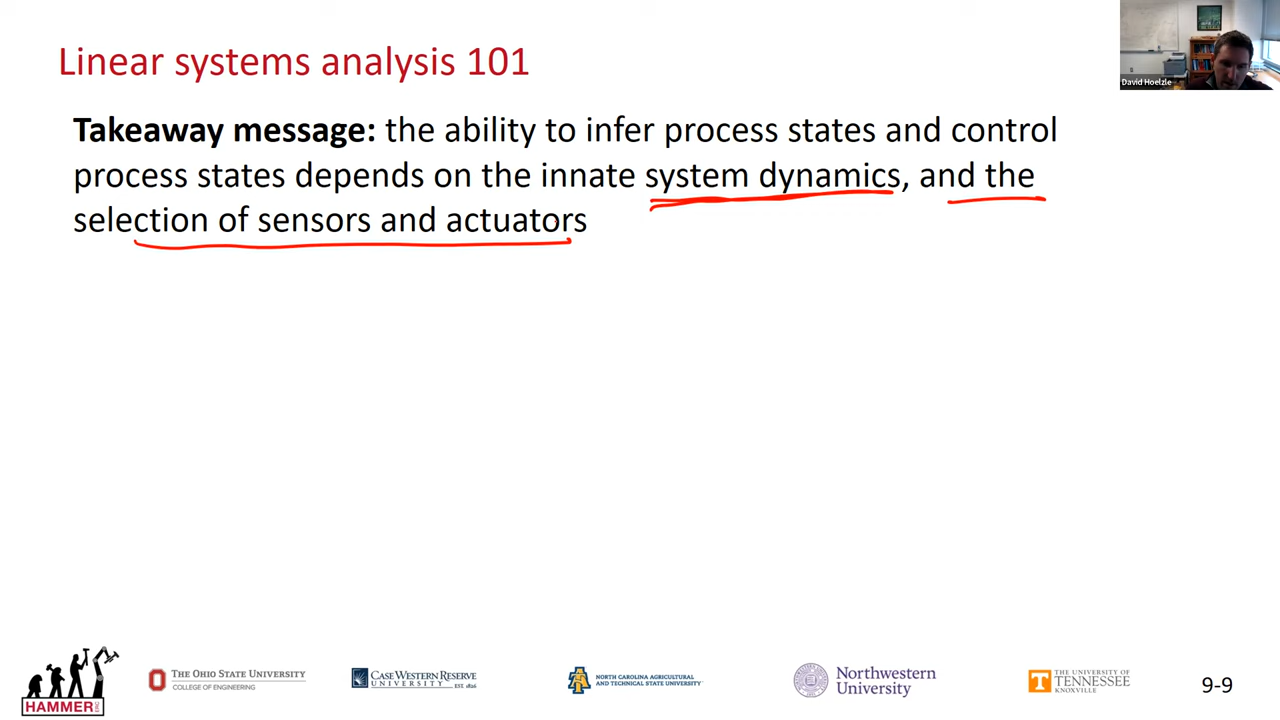 Linear systems analysis 101
David Hoelzle
Takeaway message: the ability to infer process states and control
process states depends on the innate system dynamics, and the
selection of sensors and actuators
HAMMER ERC
THE OHIO STATE UNIVERSITY
COLLEGE OF ENGINEERING
CASE WESTERN RESERVE
UNIVERSITY EST. 1826
NORTH CAROLINA AGRICULTURAL
AND TECHNICAL STATE UNIVERSITY
Northwestern
University
T
THE UNIVERSITY OF
TENNESSEE
KNOXVILLE
9-9